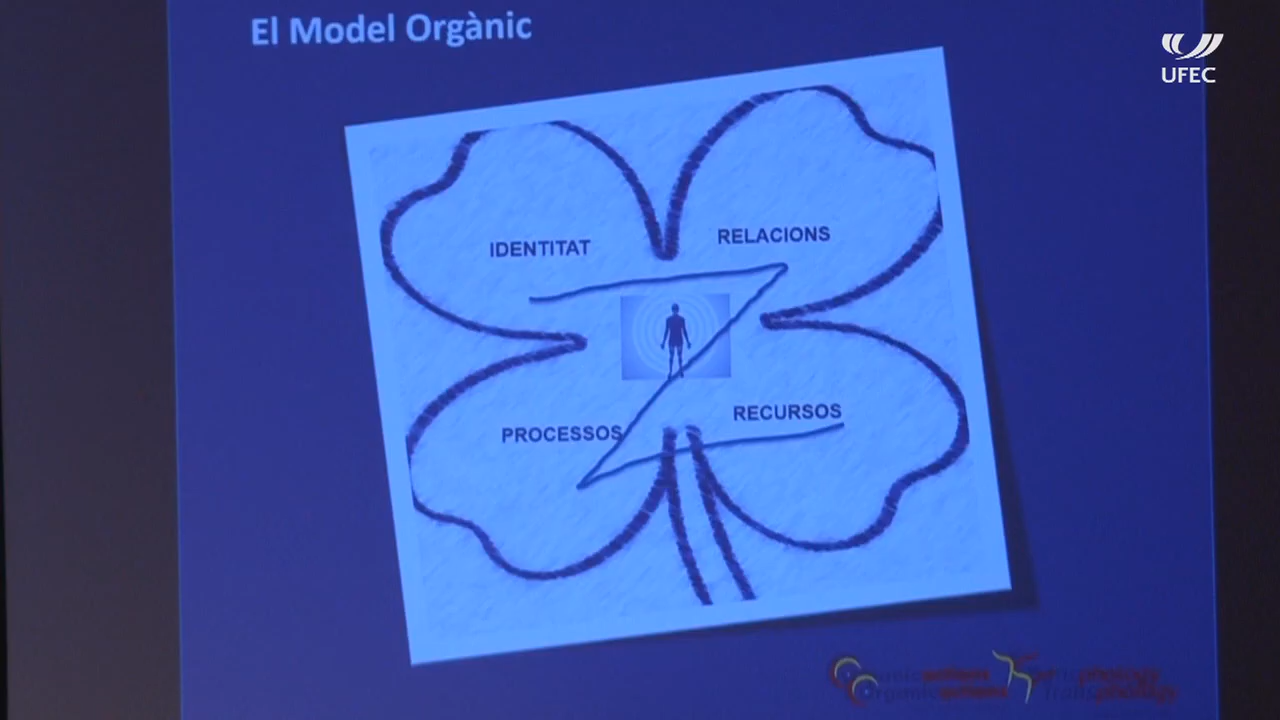 El Model Orgànic
UFEC
IDENTITAT
RELACIONS
PROCESSOS
RECURSOS